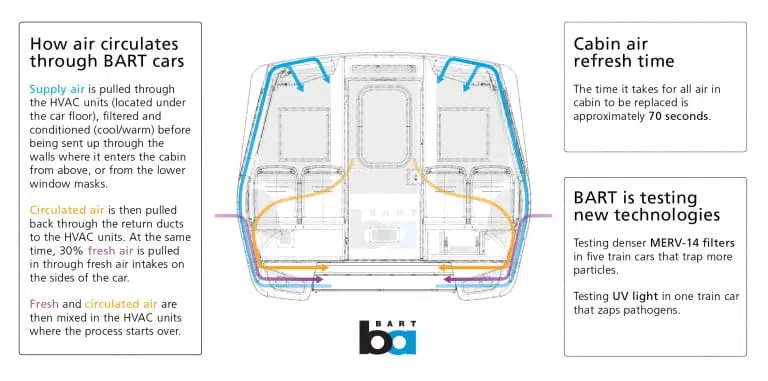 How air circulates
through BART cars
Supply air is pulled through
the HVAC units (located under
the car floor), filtered and
conditioned (cool/warm) before
being sent up through the
walls where it enters the cabin
from above, or from the lower
window masks.
Circulated air is then pulled
back through the return ducts
to the HVAC units. At the same
time, 30% fresh air is pulled
in through fresh air intakes on
the sides of the car.
Fresh and circulated air are
then mixed in the HVAC units
where the process starts over.
BART
BART
ba
Cabin air
refresh time
The time it takes for all air in
cabin to be replaced is
approximately 70 seconds.
BART is testing
new technologies
Testing denser MERV-14 filters
in five train cars that trap more
particles.
Testing UV light in one train car
that zaps pathogens.